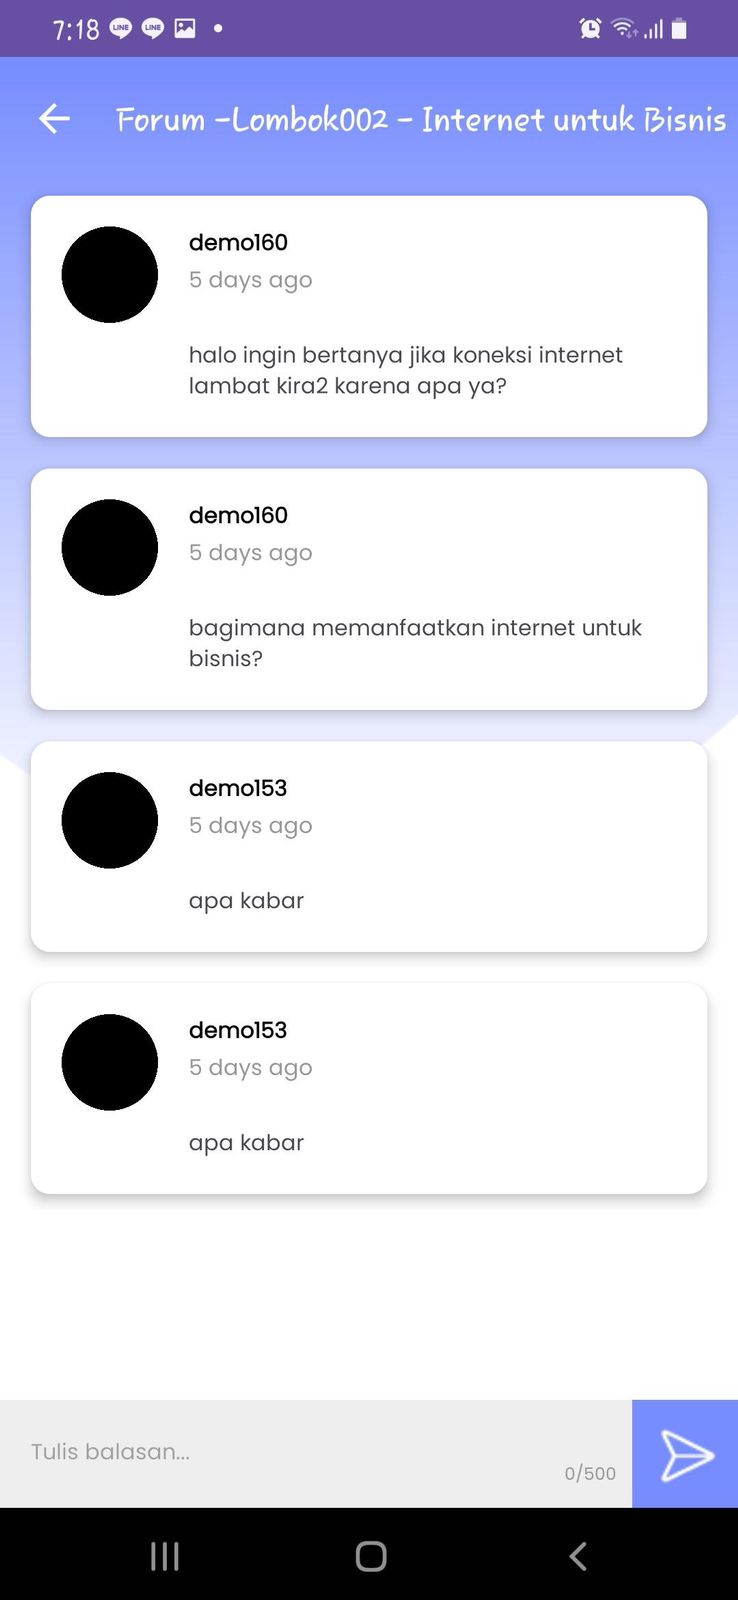 7:18 LINE LINE
Forum -Lombok002 - Internet untuk Bisnis
demo160
5 days ago
halo ingin bertanya jika koneksi internet
lambat kira2 karena apa ya?
demo160
5 days ago
bagimana memanfaatkan internet untuk
bisnis?
demo153
5 days ago
apa kabar
demo153
5 days ago
apa kabar
Tulis balasan...
0/500